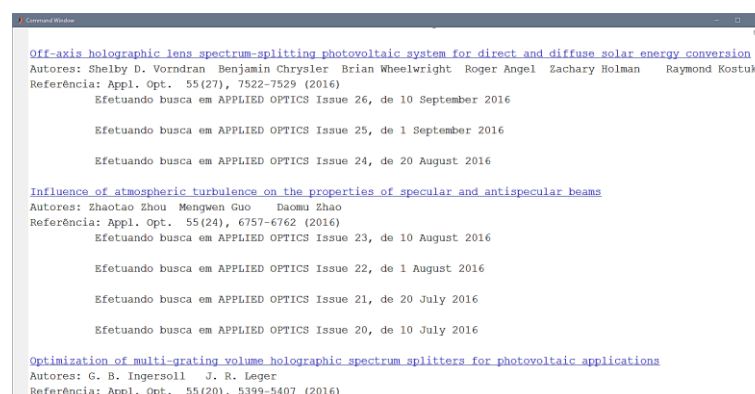 Command Window
Off-axis holographic lens spectrum-splitting photovoltaic system for direct and diffuse solar energy conversion
Autores: Shelby D. Vorndran Benjamin Chrysler Brian Wheelwright Roger Angel Zachary Holman Raymond Kostuk
Referência: Appl. Opt. 55(27), 7522-7529 (2016)
Efetuando busca em APPLIED OPTICS Issue 26, de 10 September 2016
Efetuando busca em APPLIED OPTICS Issue 25, de 1 September 2016
Efetuando busca em APPLIED OPTICS Issue 24, de 20 August 2016
Influence of atmospheric turbulence on the properties of specular and antispecular beams
Autores: Zhaotao Zhou Mengwen Guo Daomu Zhao
Referência: Appl. Opt. 55(24), 6757-6762 (2016)
Efetuando busca em APPLIED OPTICS Issue 23, de 10 August 2016
Efetuando busca em APPLIED OPTICS Issue 22, de 1 August 2016
Efetuando busca em APPLIED OPTICS Issue 21, de 20 July 2016
Efetuando busca em APPLIED OPTICS Issue 20, de 10 July 2016
Optimization of multi-grating volume holographic spectrum splitters for photovoltaic applications
Autores: G. B. Ingersoll J. R. Leger
Referência: Appl. Opt. 55(20), 5399-5407 (2016)